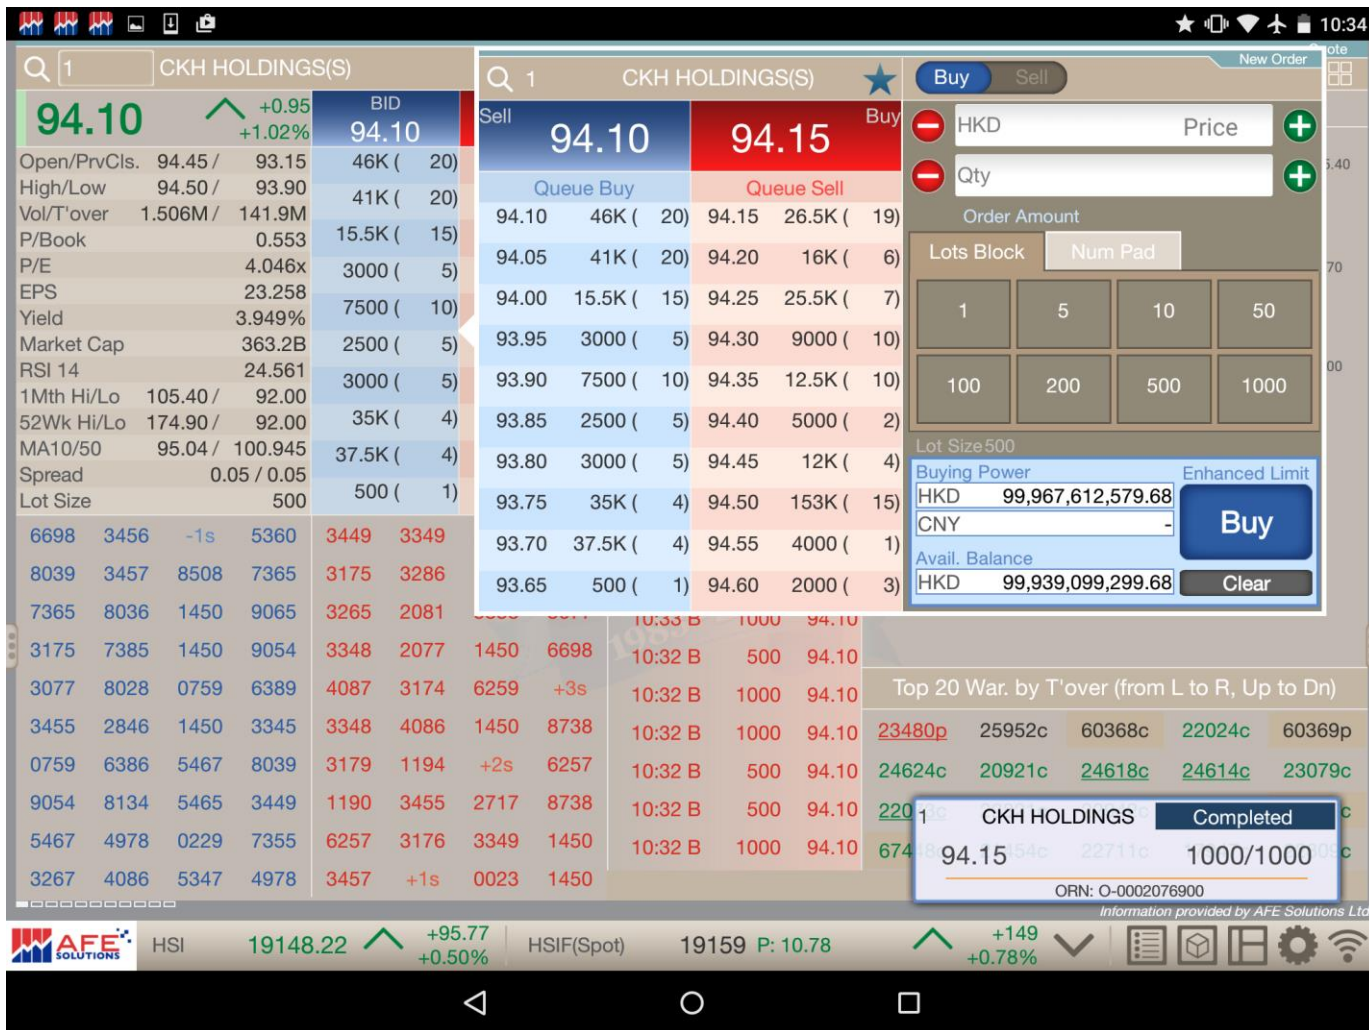 10:34
1 CKH HOLDINGS(S)
94.10 +0.95
+1.02%
BID
94.10
Open/PrvCls. 94.45 / 93.15
High/Low 94.50 / 93.90
Vol/T'over 1.506M / 141.9M
P/Book 0.553
P/E 4.046x
EPS 23.258
Yield 3.949%
Market Cap 363.2B
RSI 14 24.561
1Mth Hi/Lo 105.40 / 92.00
52Wk Hi/Lo 174.90 / 92.00
MA10/50 95.04 / 100.945
Spread 0.05 / 0.05
Lot Size 500
46K ( 20)
41K ( 20)
15.5K ( 15)
3000 ( 5)
7500 ( 10)
2500 ( 5)
3000 ( 5)
35K ( 4)
37.5K ( 4)
500 ( 1)
1 CKH HOLDINGS(S)
Sell 94.10 94.15 Buy
Queue Buy Queue Sell
94.10 46K ( 20) 94.15 26.5K ( 19)
94.05 41K ( 20) 94.20 16K ( 6)
94.00 15.5K ( 15) 94.25 25.5K ( 7)
93.95 3000 ( 5) 94.30 9000 ( 10)
93.90 7500 ( 10) 94.35 12.5K ( 10)
93.85 2500 ( 5) 94.40 5000 ( 2)
93.80 3000 ( 5) 94.45 12K ( 4)
93.75 35K ( 4) 94.50 153K ( 15)
93.70 37.5K ( 4) 94.55 4000 ( 1)
93.65 500 ( 1) 94.60 2000 ( 3)
New Order
Buy Sell
HKD Price
Qty
Order Amount
Lots Block Num Pad
1 5 10 50
100 200 500 1000
Lot Size 500
Buying Power Enhanced Limit
HKD 99,967,612,579.68
CNY -
Buy
Avail. Balance
HKD 99,939,099,299.68
Clear
6698 3456 -1s 5360 3449 3349
8039 3457 8508 7365 3175 3286
7365 8036 1450 9065 3265 2081
3175 7385 1450 9054 3348 2077 1450 6698
3077 8028 0759 6389 4087 3174 6259 +3s
3455 2846 1450 3345 3348 4086 1450 8738
0759 6386 5467 8039 3179 1194 +2s 6257
9054 8134 5465 3449 1190 3455 2717 8738
5467 4978 0229 7355 6257 3176 3349 1450
3267 4086 5347 4978 3457 +1s 0023 1450
10:33 B 1000 94.10
10:32 B 500 94.10
10:32 B 1000 94.10
10:32 B 1000 94.10
10:32 B 500 94.10
10:32 B 500 94.10
10:32 B 1000 94.10
Top 20 War. by T'over (from L to R, Up to Dn)
23480p 25952c 60368c 22024c 60369p
24624c 20921c 24618c 24614c 23079c
1 CKH HOLDINGS Completed
94.15 1000/1000
ORN: O-0002076900
Information provided by AFE Solutions Ltd
AFE SOLUTIONS
HSI 19148.22 +95.77
+0.50%
HSIF(Spot) 19159 P: 10.78 +149
+0.78%